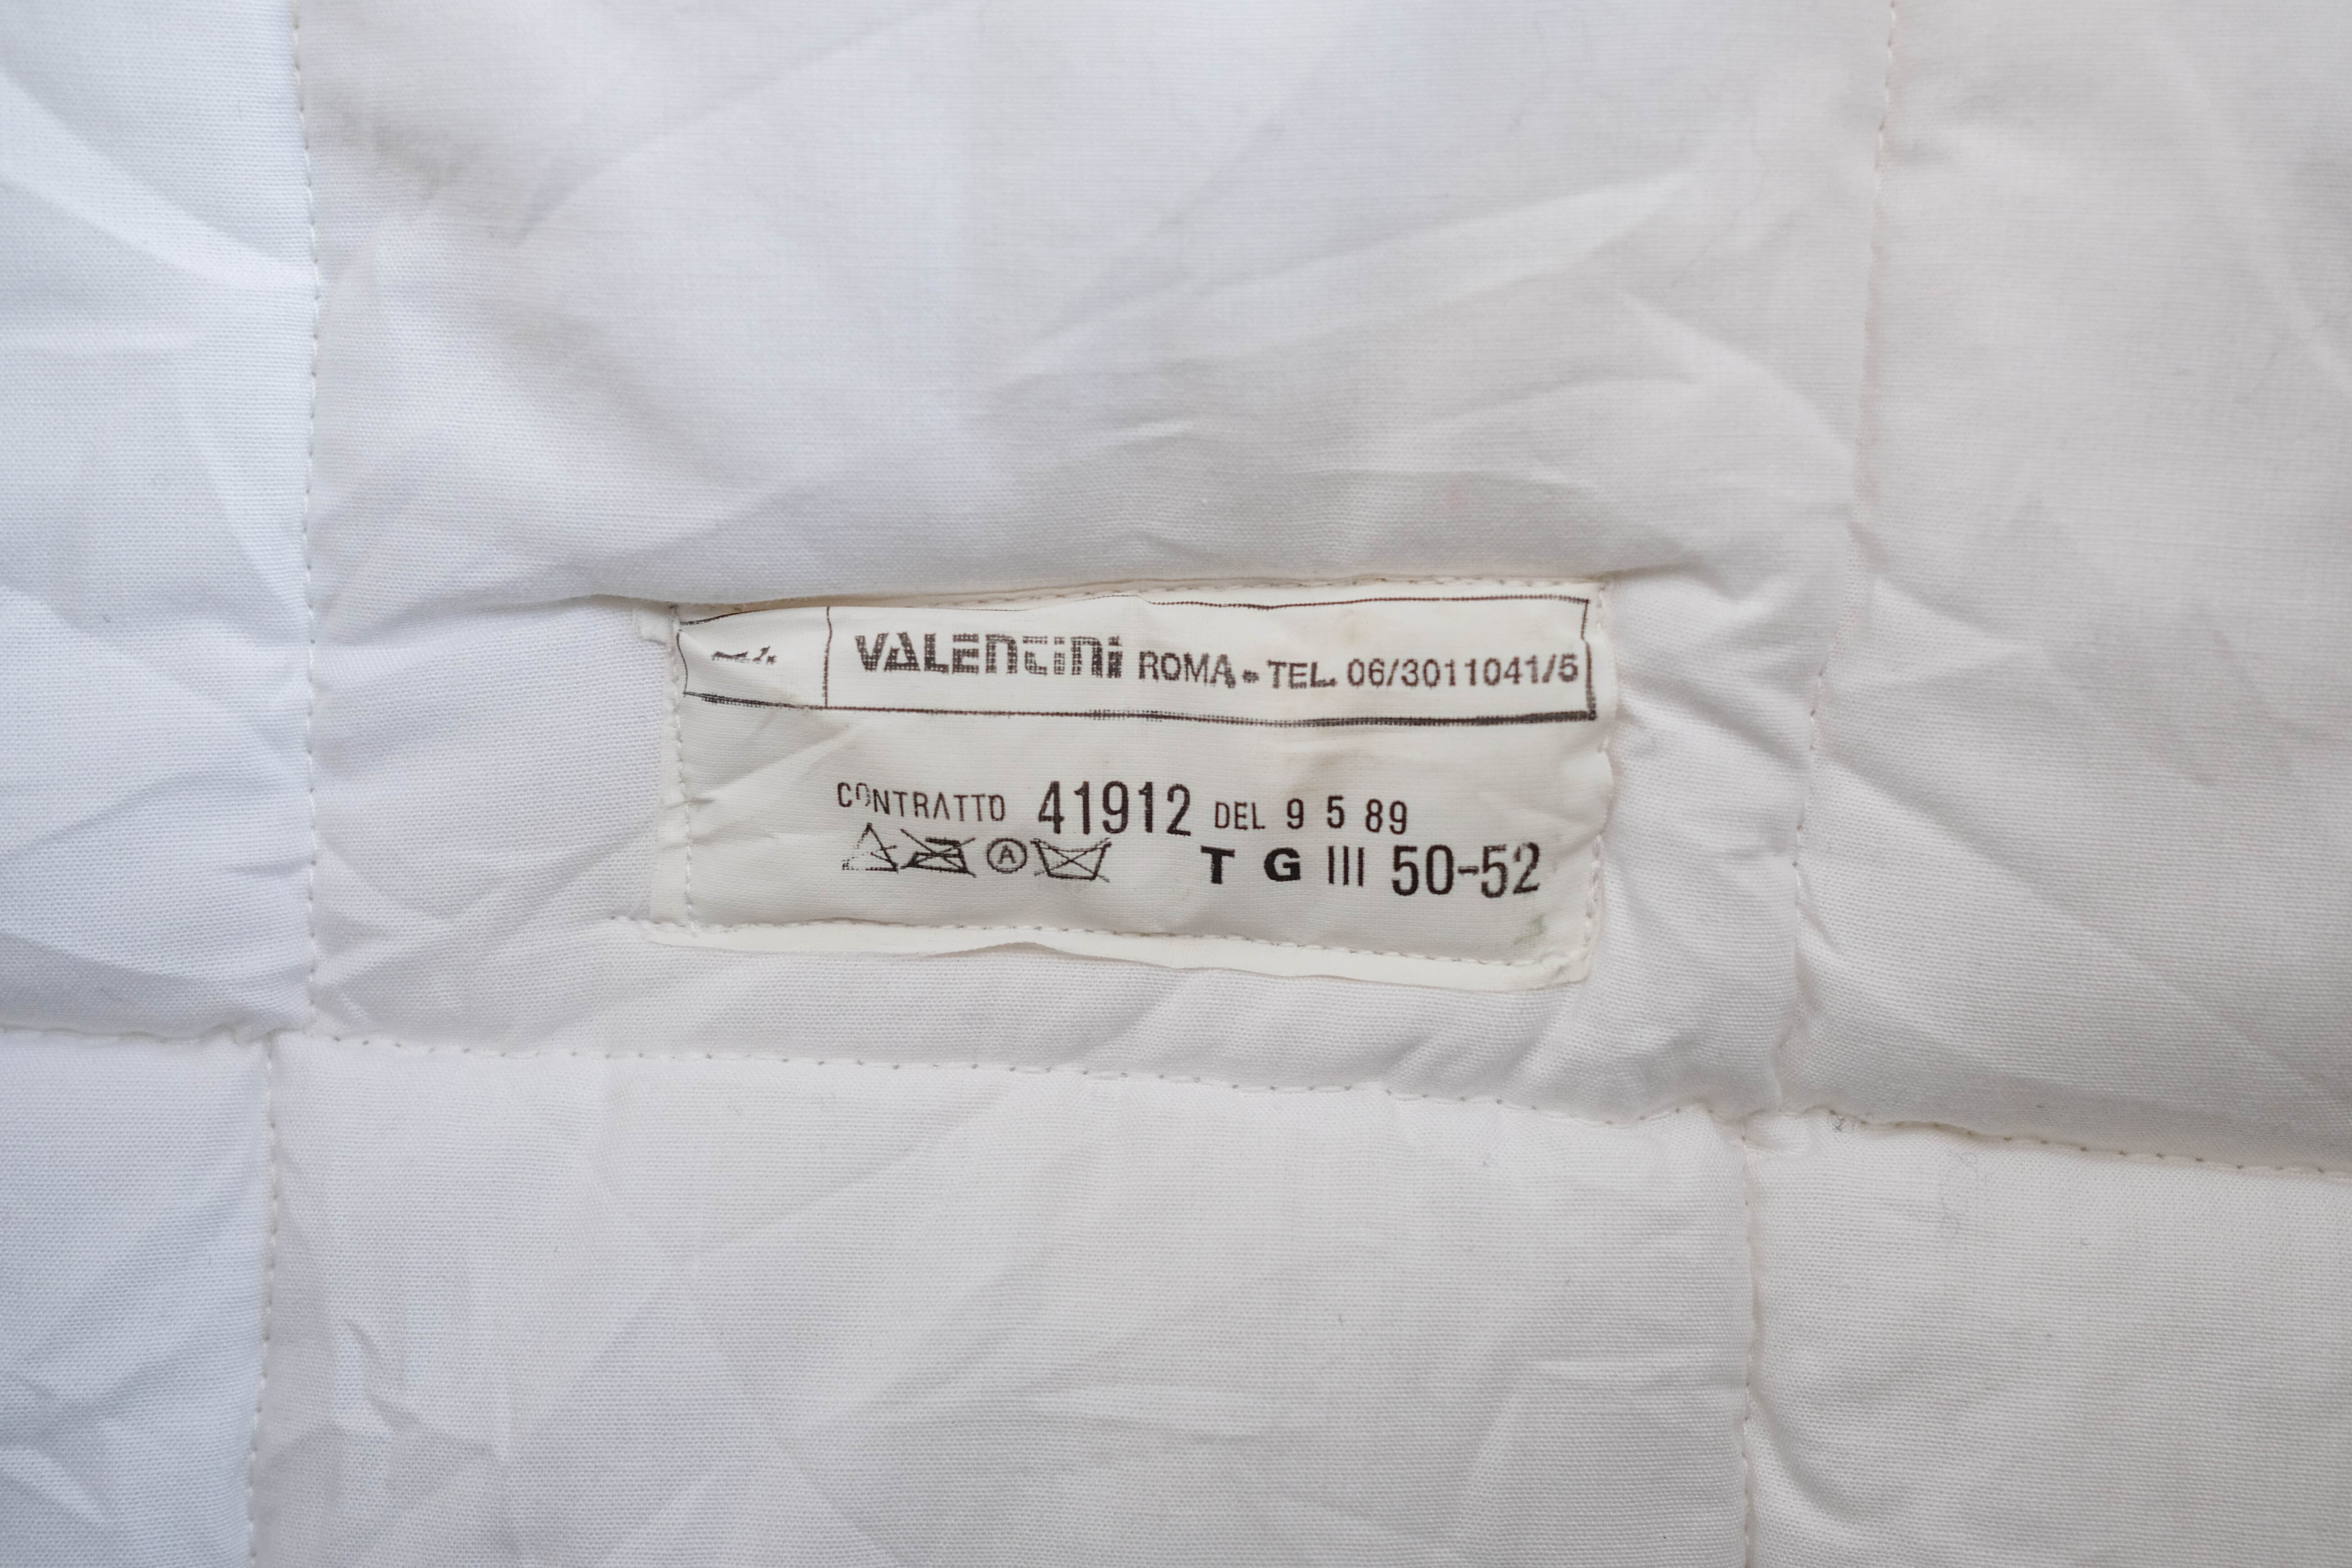 VALENTINI ROMA - TEL. 06/3011041/5
CONTRATTO 41912 DEL 9 5 89
A T G III 50-52